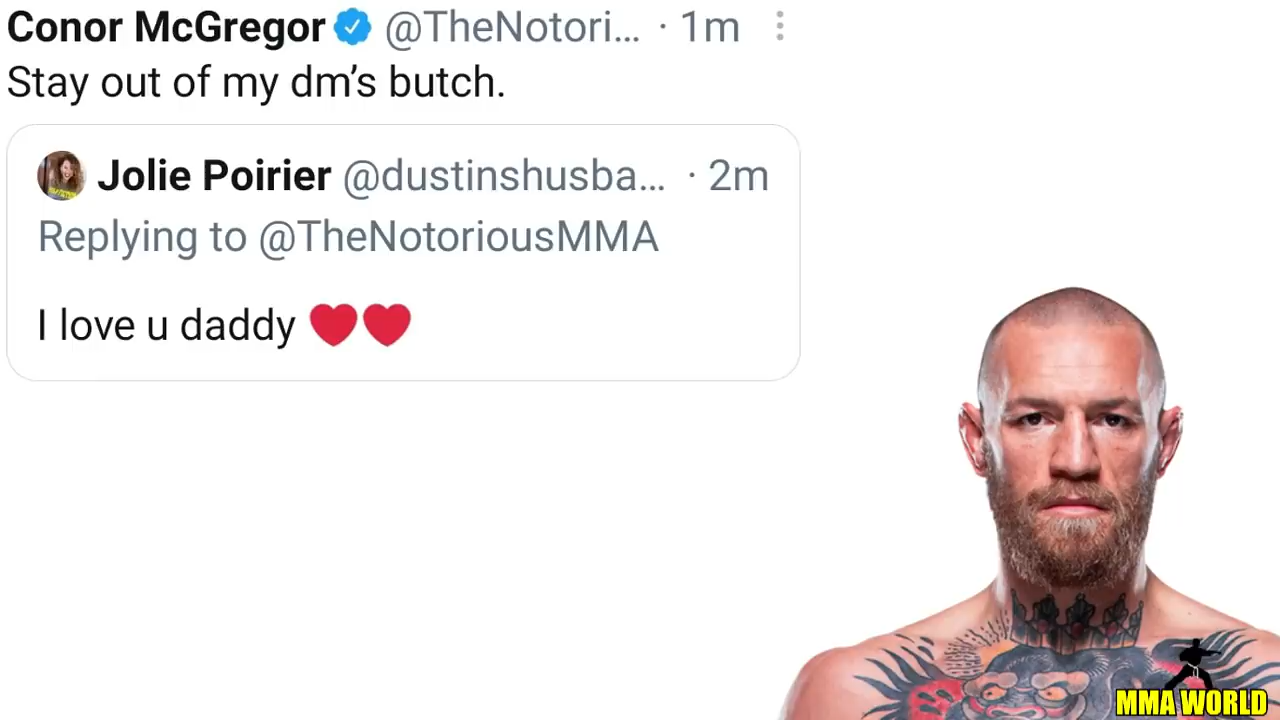 Conor McGregor @TheNotori... · 1m
Stay out of my dm’s butch.
Jolie Poirier @dustinshusba... · 2m
Replying to @TheNotoriousMMA
I love u daddy ❤❤
MMA WORLD